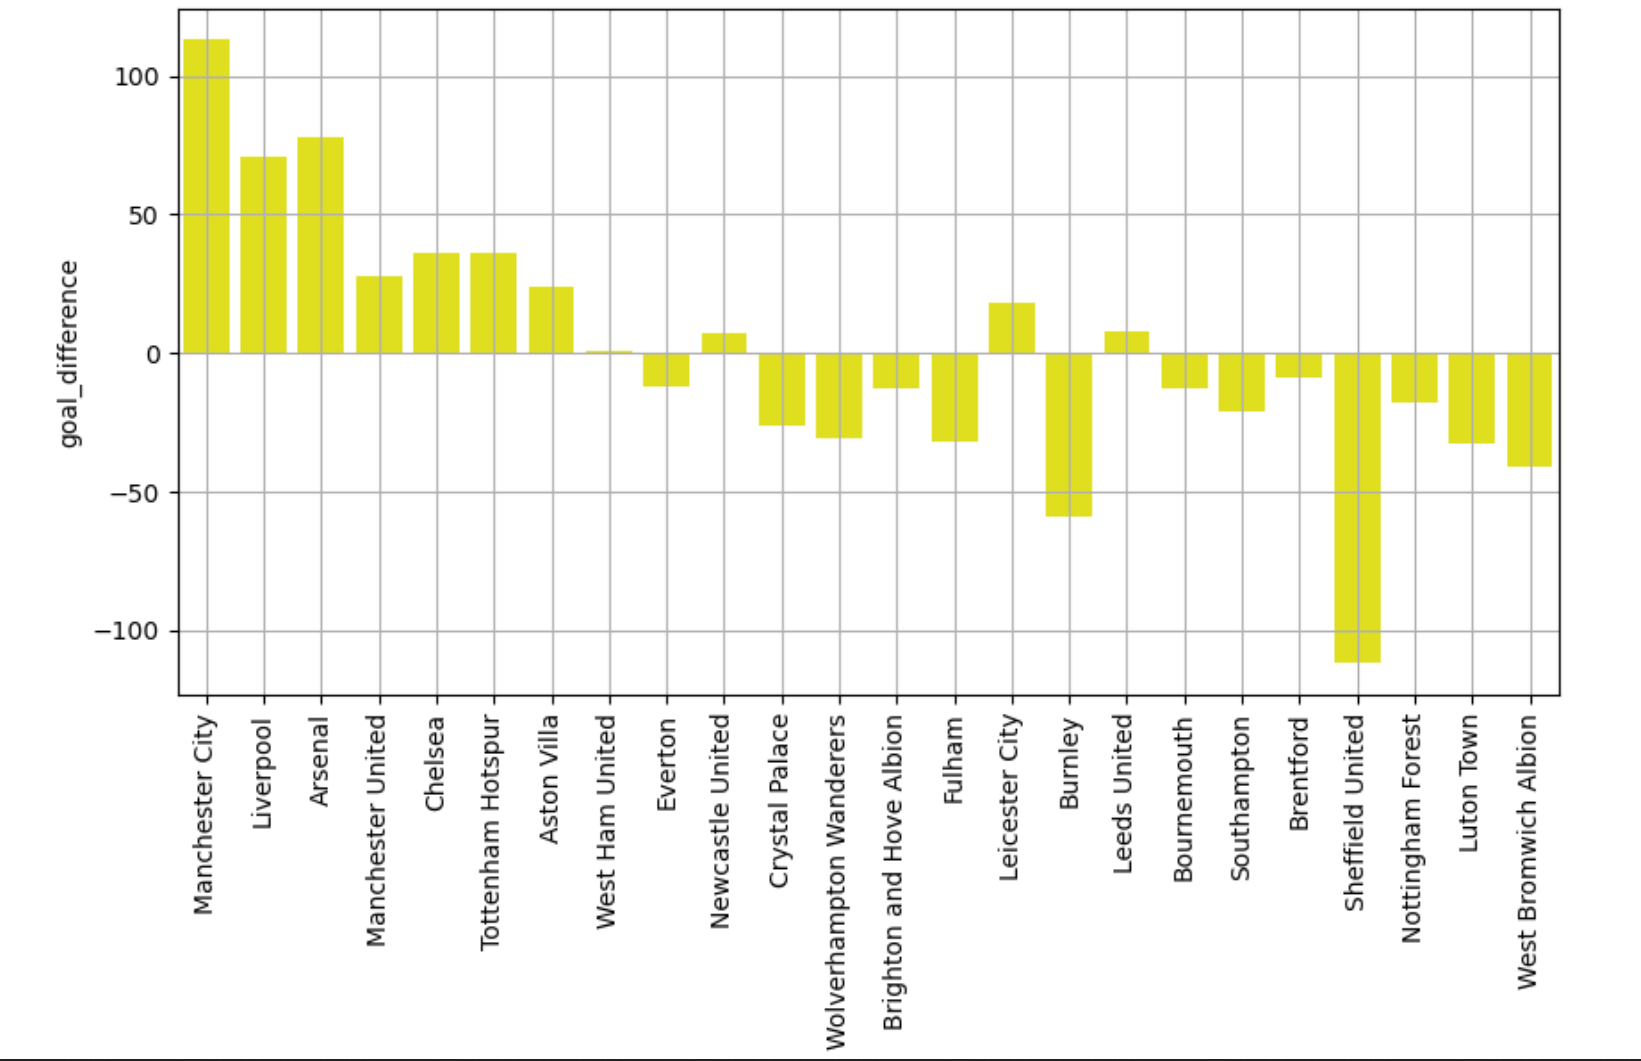 100
50
0
−50
−100
goal_difference
Manchester City
Liverpool
Arsenal
Manchester United
Chelsea
Tottenham Hotspur
Aston Villa
West Ham United
Everton
Newcastle United
Crystal Palace
Wolverhampton Wanderers
Brighton and Hove Albion
Fulham
Leicester City
Burnley
Leeds United
Bournemouth
Southampton
Brentford
Sheffield United
Nottingham Forest
Luton Town
West Bromwich Albion